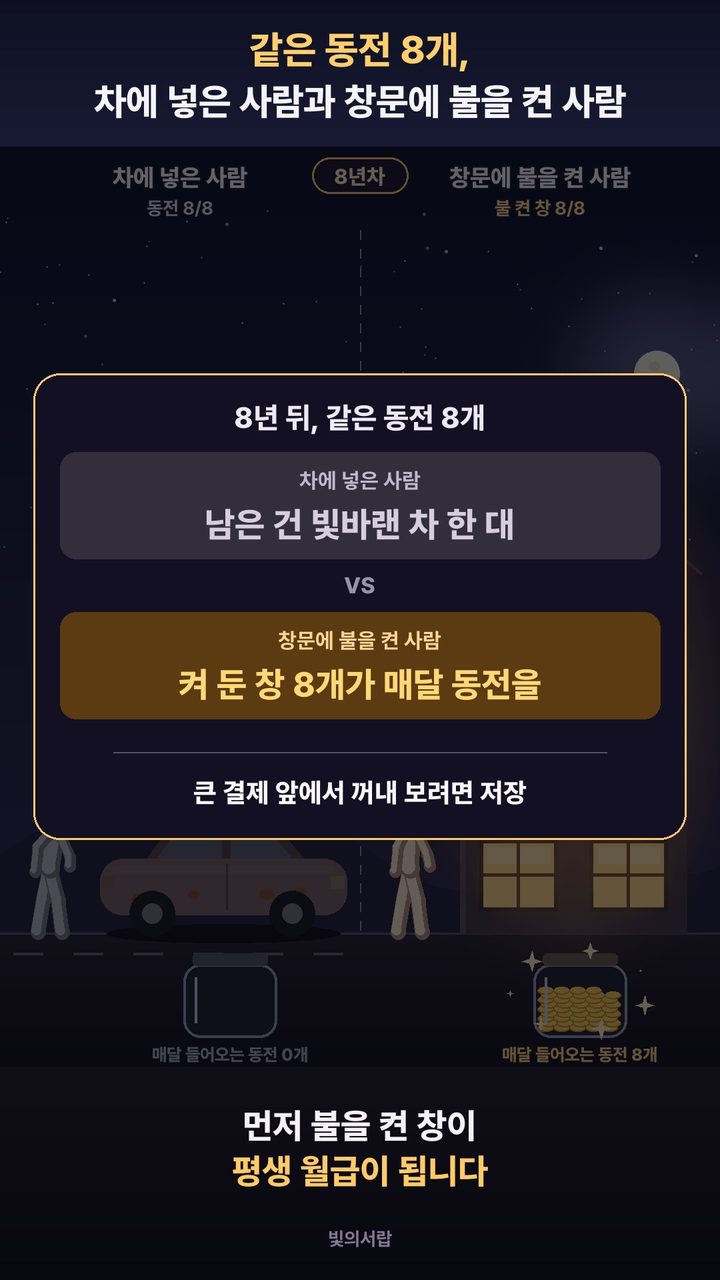 같은 동전 8개,
차에 넣은 사람과 창문에 불을 켠 사람
차에 넣은 사람
동전 8/8
8년차
창문에 불을 켠 사람
불 켠 창 8/8
8년 뒤, 같은 동전 8개
차에 넣은 사람
남은 건 빛바랜 차 한 대
VS
창문에 불을 켠 사람
켜 둔 창 8개가 매달 동전을
큰 결제 앞에서 꺼내 보려면 저장
매달 들어오는 동전 0개
매달 들어오는 동전 8개
먼저 불을 켠 창이
평생 월급이 됩니다
빛의서랍